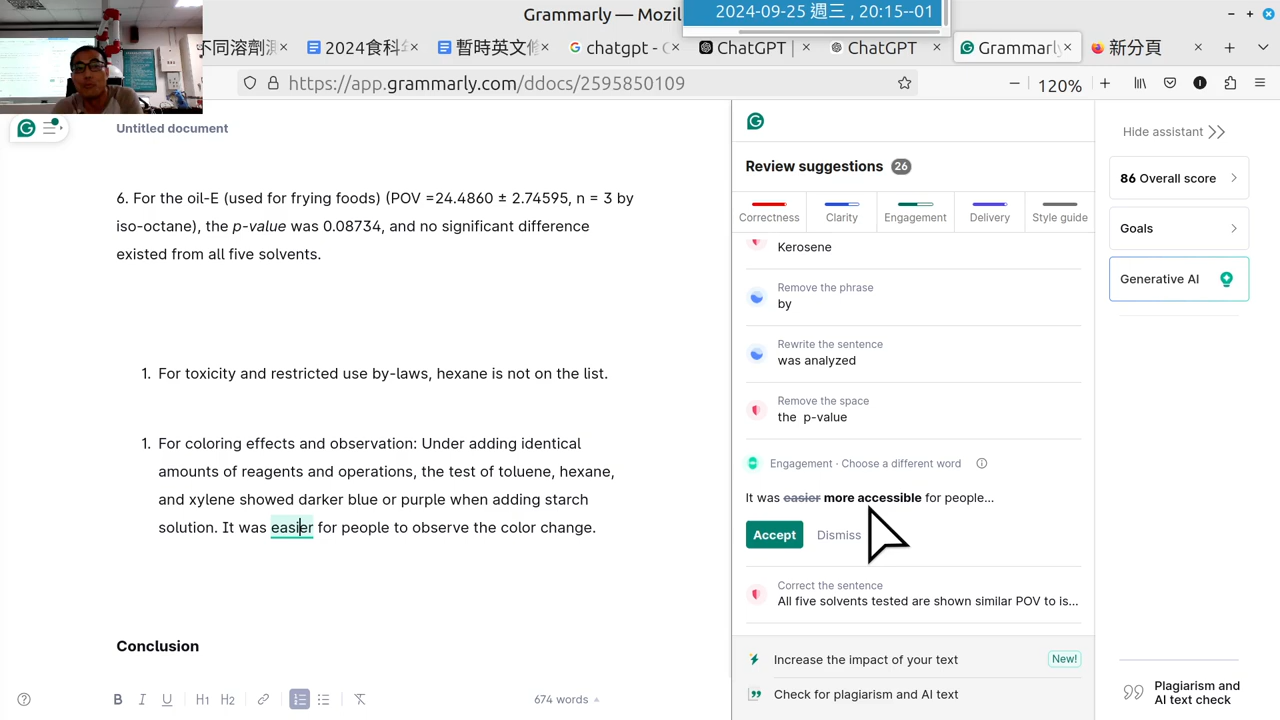 Grammarly — Mozil
2024-09-25 週三 , 20:15--01
不同溶劑測
2024食科
暫時英文修
chatgpt - G
ChatGPT |
ChatGPT
Grammarly
新分頁
https://app.grammarly.com/ddocs/2595850109
120%
Untitled document
6. For the oil-E (used for frying foods) (POV =24.4860 ± 2.74595, n = 3 by
iso-octane), the p-value was 0.08734, and no significant difference
existed from all five solvents.
1. For toxicity and restricted use by-laws, hexane is not on the list.
1. For coloring effects and observation: Under adding identical
amounts of reagents and operations, the test of toluene, hexane,
and xylene showed darker blue or purple when adding starch
solution. It was easier for people to observe the color change.
Conclusion
B I U H1 H2
674 words
Review suggestions 26
Correctness Clarity Engagement Delivery Style guide
Kerosene
Remove the phrase
by
Rewrite the sentence
was analyzed
Remove the space
the p-value
Engagement · Choose a different word
It was easier more accessible for people...
Accept Dismiss
Correct the sentence
All five solvents tested are shown similar POV to is...
Increase the impact of your text New!
Check for plagiarism and AI text
Hide assistant
86 Overall score
Goals
Generative AI
Plagiarism and
AI text check